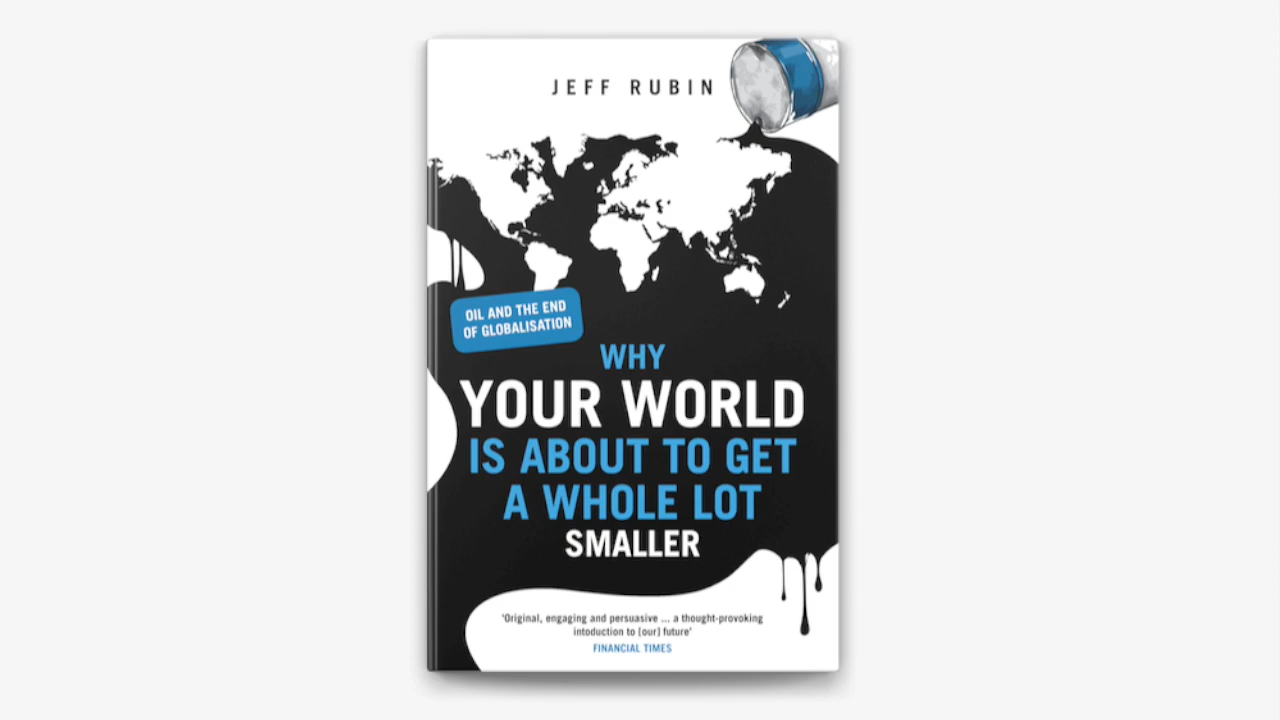 JEFF RUBIN
OIL AND THE END
OF GLOBALISATION
WHY
YOUR WORLD
IS ABOUT TO GET
A WHOLE LOT
SMALLER
‘Original, engaging and persuasive ... a thought-provoking
intoduction to [our] future’
FINANCIAL TIMES